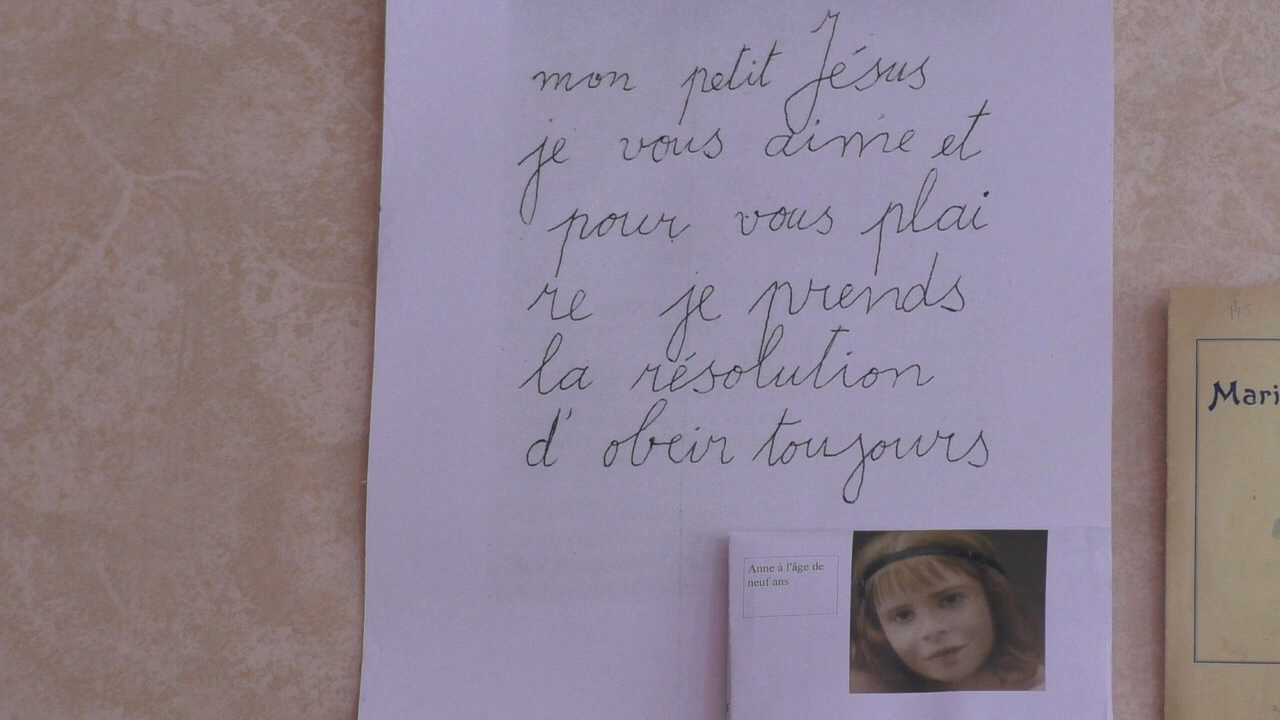 mon petit Jésus
je vous aime et
pour vous plai
re je prends
la résolution
d' obeir toujours
Anne à l'âge de
neuf ans
Mari